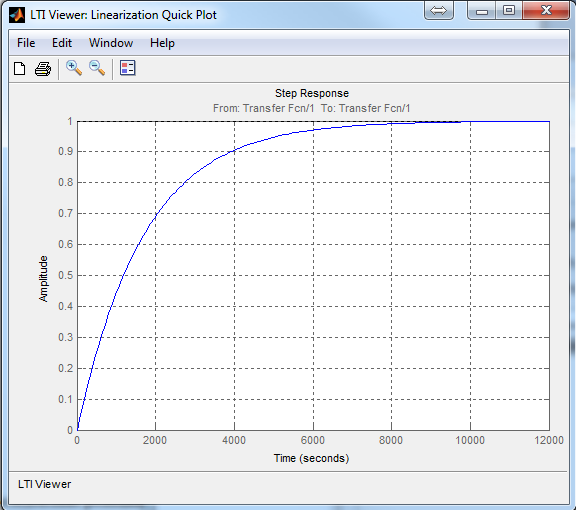 LTI Viewer: Linearization Quick Plot
File Edit Window Help
Step Response
From: Transfer Fcn/1 To: Transfer Fcn/1
1
0.9
0.8
0.7
0.6
0.5
0.4
0.3
0.2
0.1
0
Amplitude
0 2000 4000 6000 8000 10000 12000
Time (seconds)
LTI Viewer